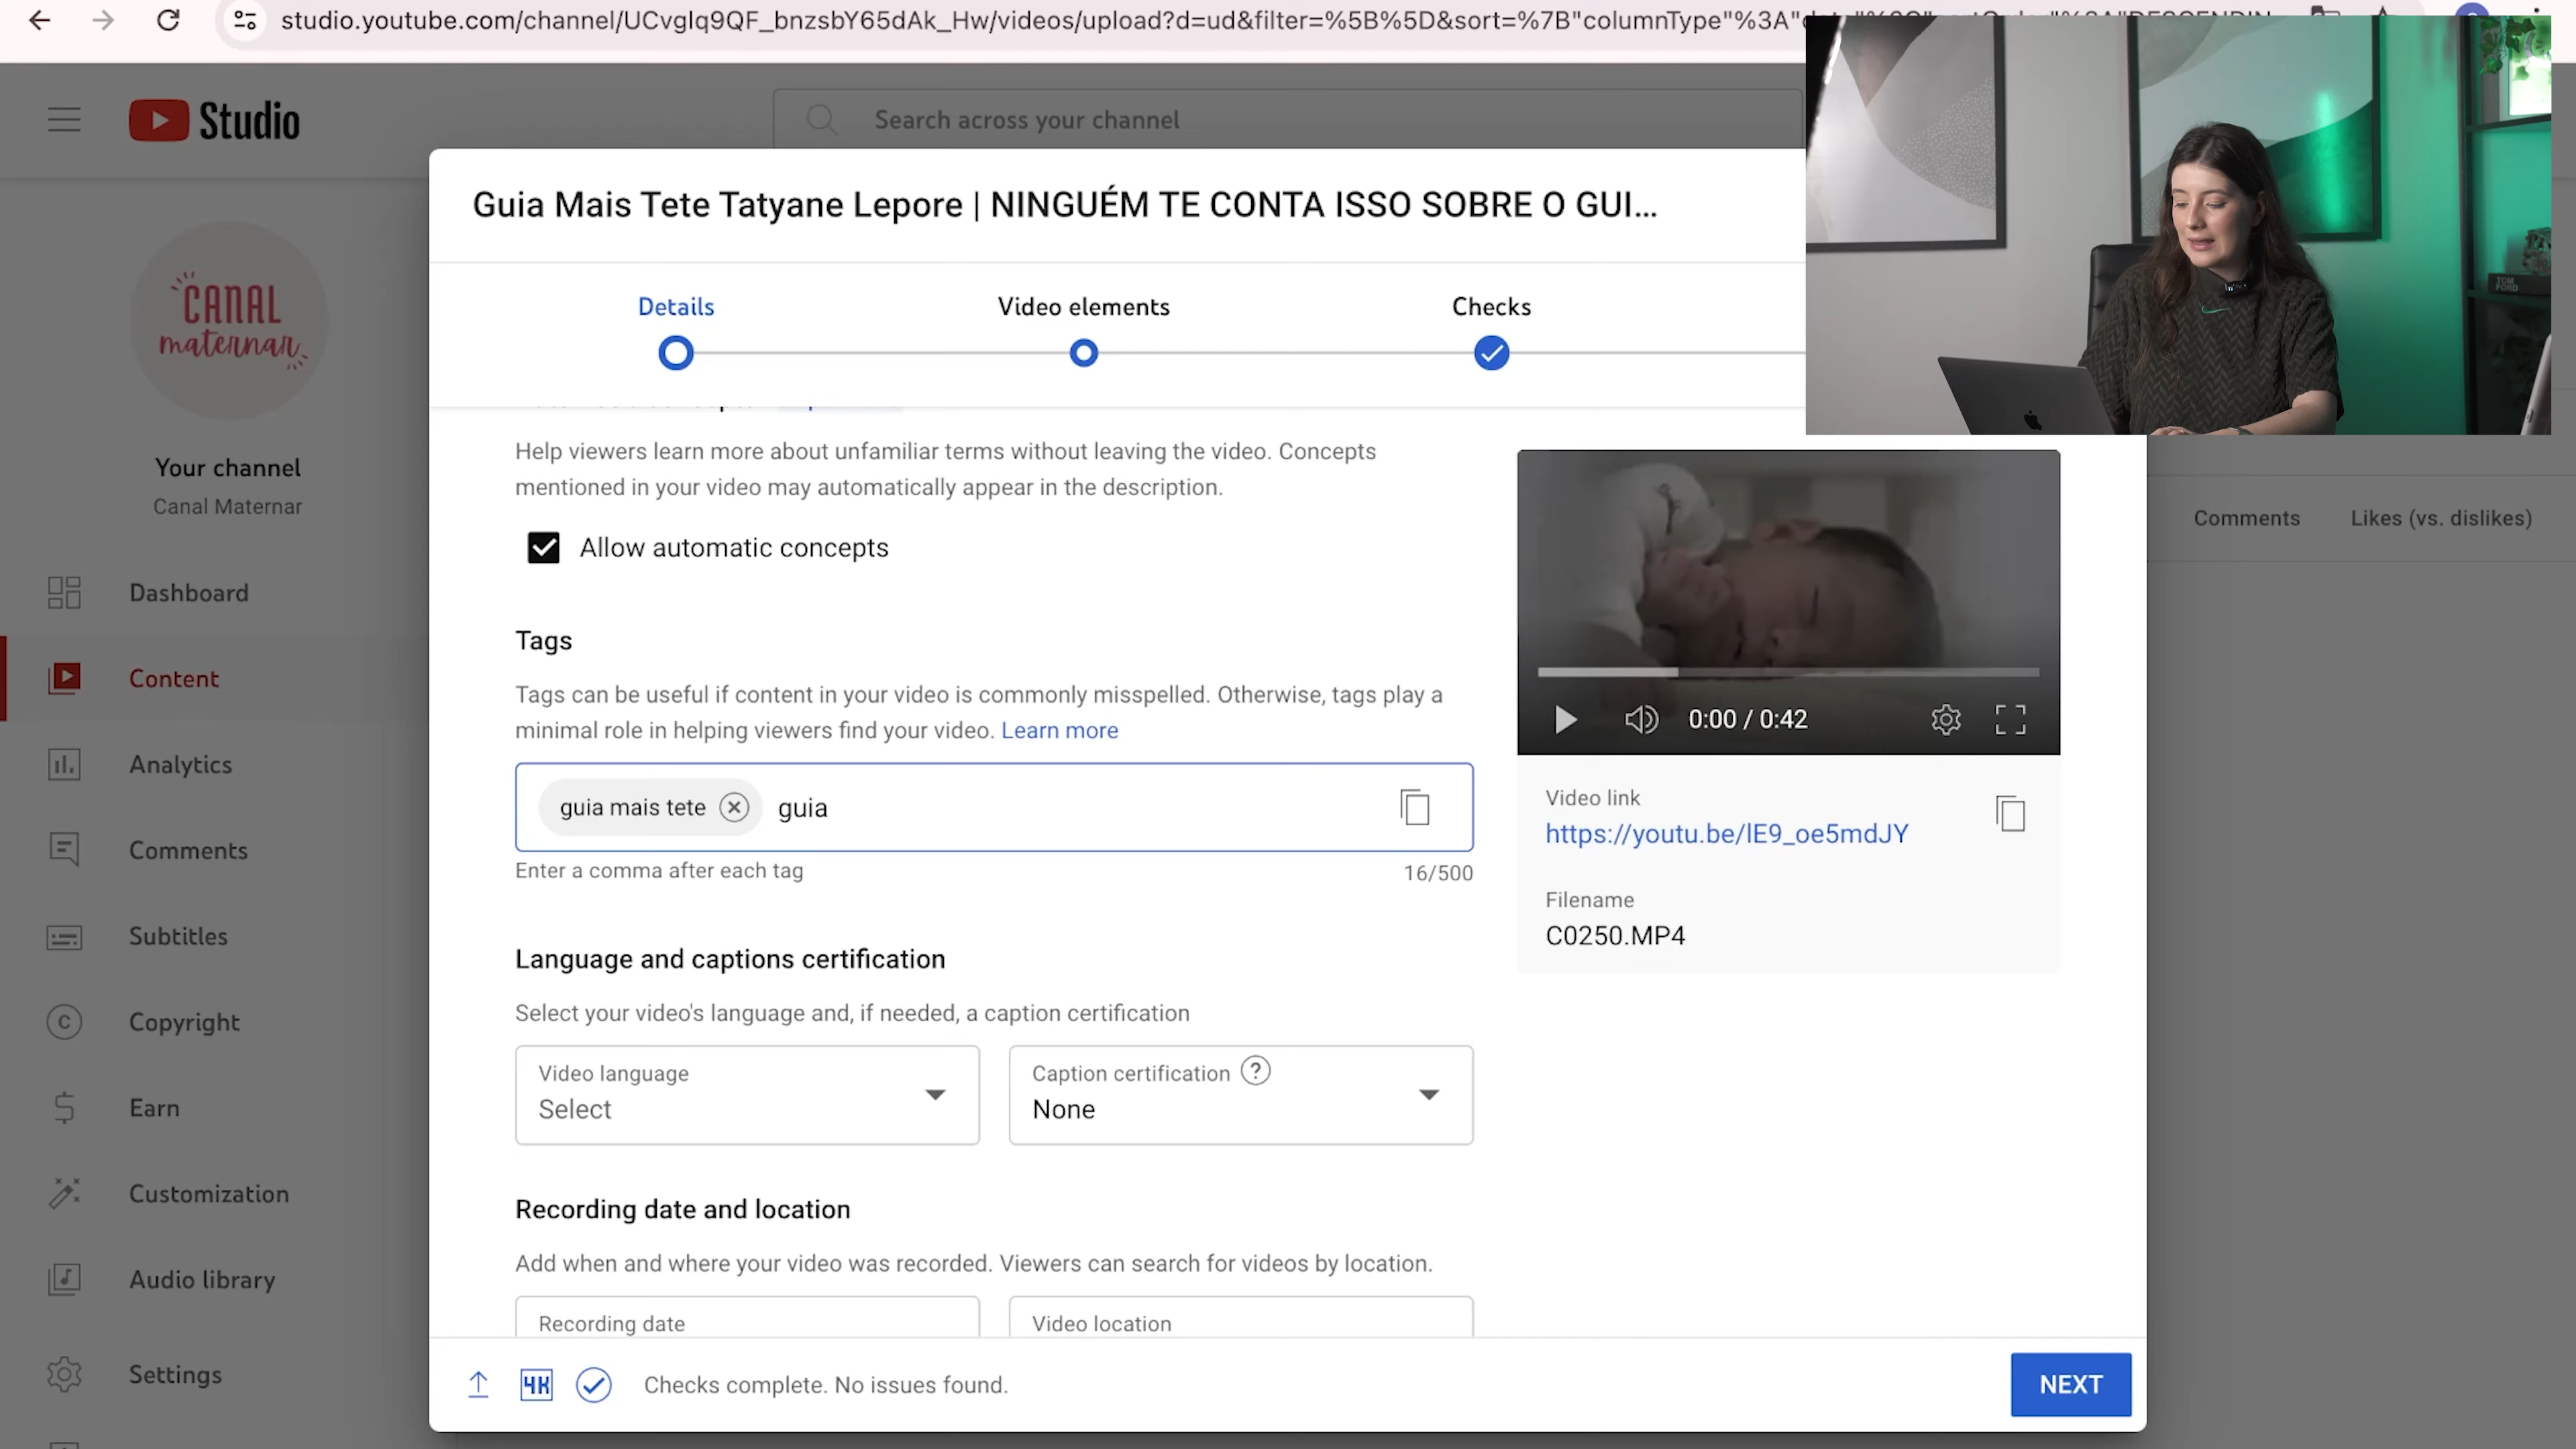 studio.youtube.com/channel/UCvglq9QF_bnzsbY65dAk_Hw/videos/upload?d=ud&filter=%5B%5D&sort=%7B"columnType"%3A"
Studio
Search across your channel
Guia Mais Tete Tatyane Lepore | NINGUÉM TE CONTA ISSO SOBRE O GUI...
Details
Video elements
Checks
CANAL
maternar
Your channel
Canal Maternar
Dashboard
Content
Analytics
Comments
Subtitles
Copyright
Earn
Customization
Audio library
Settings
Help viewers learn more about unfamiliar terms without leaving the video. Concepts
mentioned in your video may automatically appear in the description.
Allow automatic concepts
Tags
Tags can be useful if content in your video is commonly misspelled. Otherwise, tags play a
minimal role in helping viewers find your video. Learn more
guia mais tete guia
Enter a comma after each tag
16/500
Language and captions certification
Select your video's language and, if needed, a caption certification
Video language
Select
Caption certification ?
None
Recording date and location
Add when and where your video was recorded. Viewers can search for videos by location.
Recording date
Video location
0:00 / 0:42
Video link
https://youtu.be/lE9_oe5mdJY
Filename
C0250.MP4
Comments
Likes (vs. dislikes)
TOM
FORD
4K
Checks complete. No issues found.
NEXT